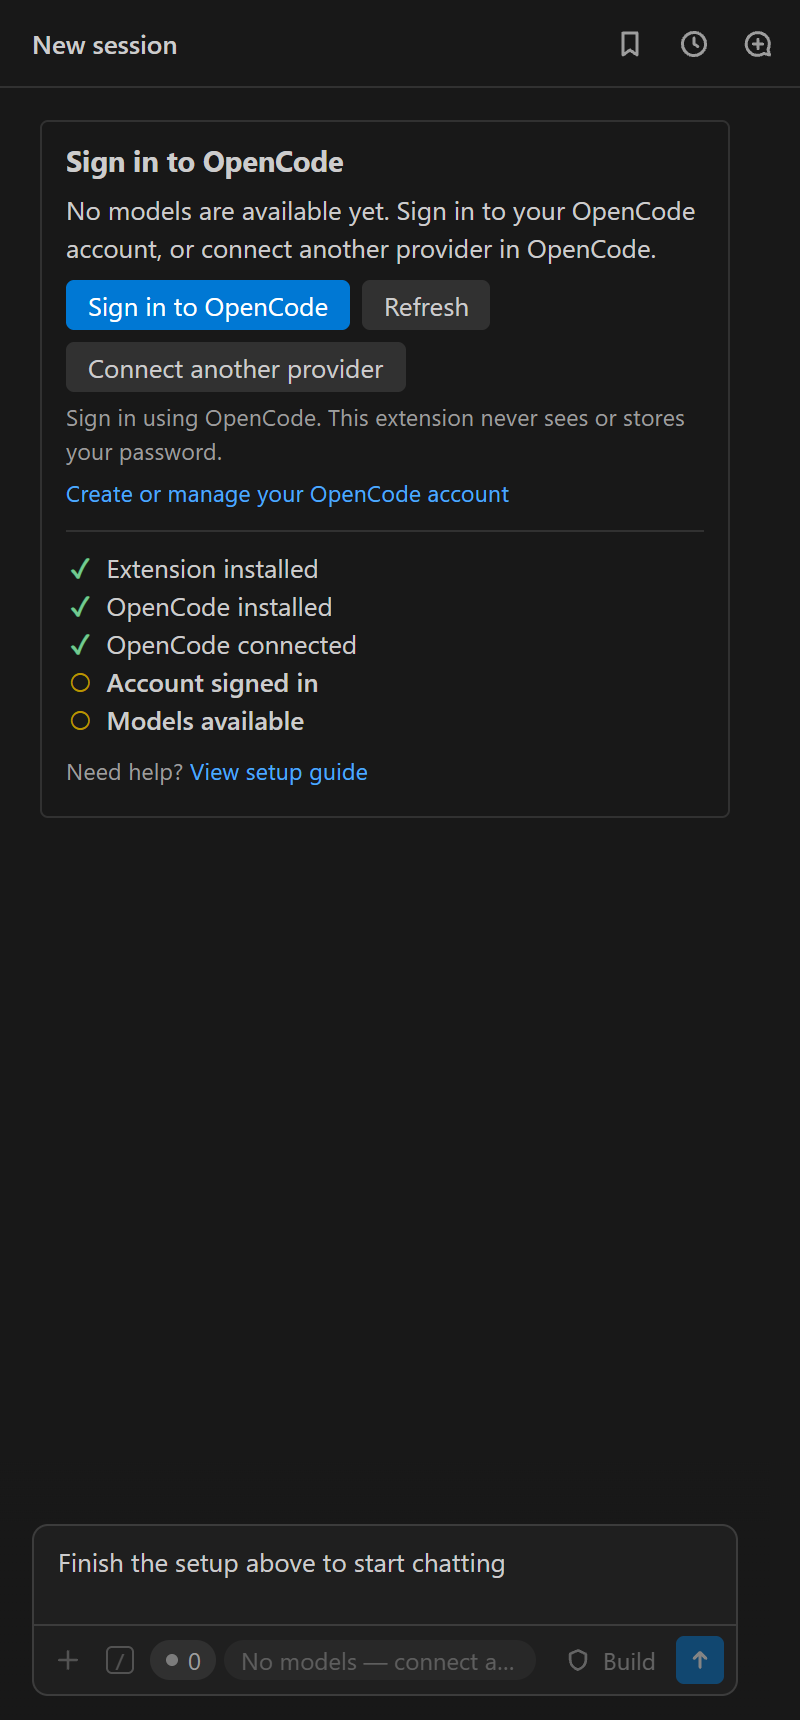 New session
Sign in to OpenCode
No models are available yet. Sign in to your OpenCode
account, or connect another provider in OpenCode.
Sign in to OpenCode
Refresh
Connect another provider
Sign in using OpenCode. This extension never sees or stores
your password.
Create or manage your OpenCode account
Extension installed
OpenCode installed
OpenCode connected
Account signed in
Models available
Need help? View setup guide
Finish the setup above to start chatting
/
0
No models — connect a...
Build